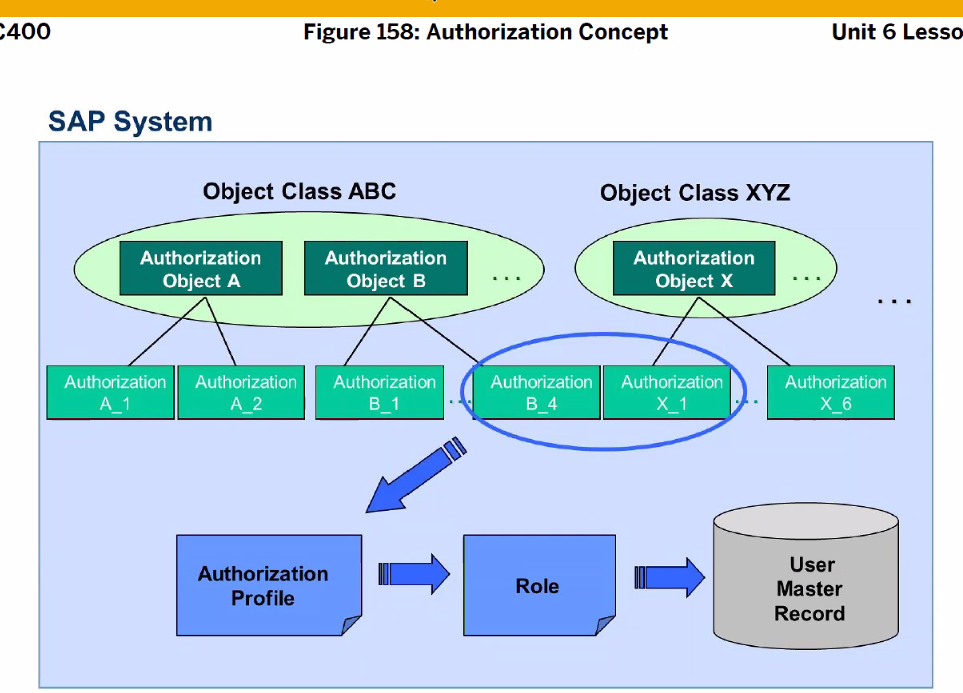 C400 Figure 158: Authorization Concept Unit 6 Lesso
SAP System
Object Class ABC Object Class XYZ
Authorization
Object A
Authorization
Object B
...
Authorization
Object X
...
...
Authorization
A_1
Authorization
A_2
Authorization
B_1
...
Authorization
B_4
Authorization
X_1
...
Authorization
X_6
Authorization
Profile
Role
User
Master
Record